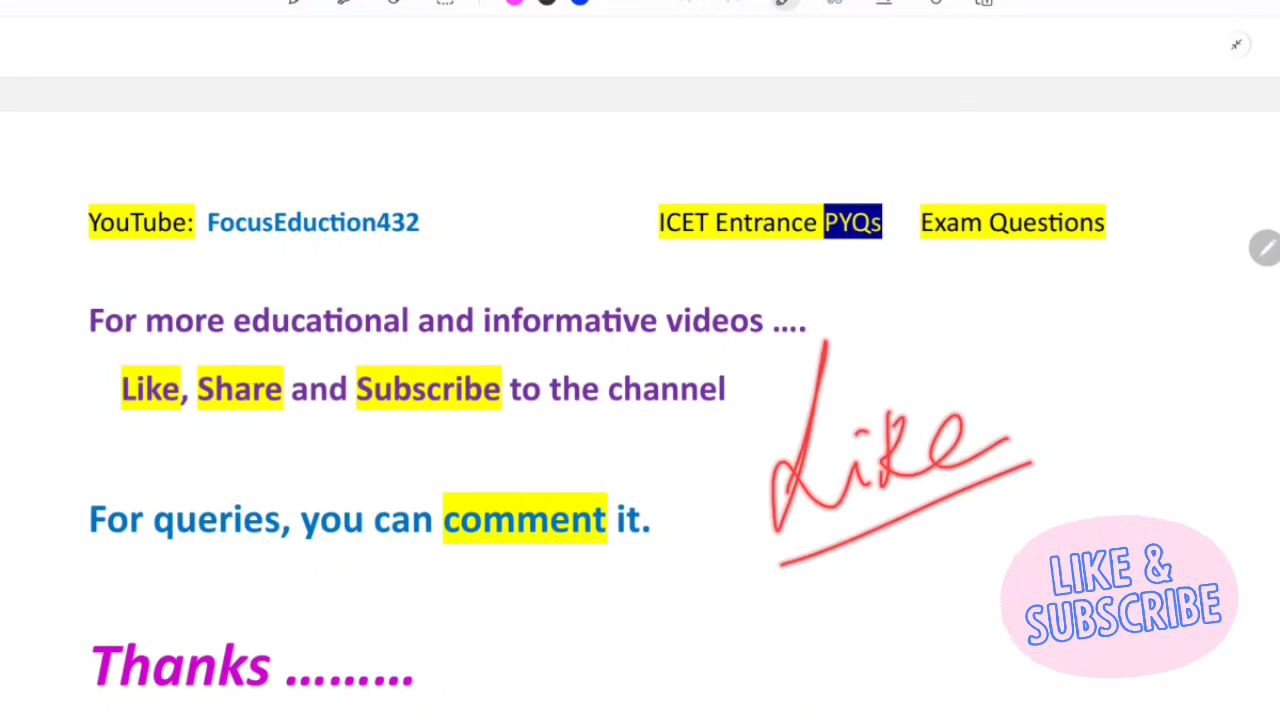 YouTube: FocusEduction432 ICET Entrance PYQs Exam Questions
For more educational and informative videos ....
Like, Share and Subscribe to the channel
Like
For queries, you can comment it.
LIKE &
SUBSCRIBE
Thanks .........